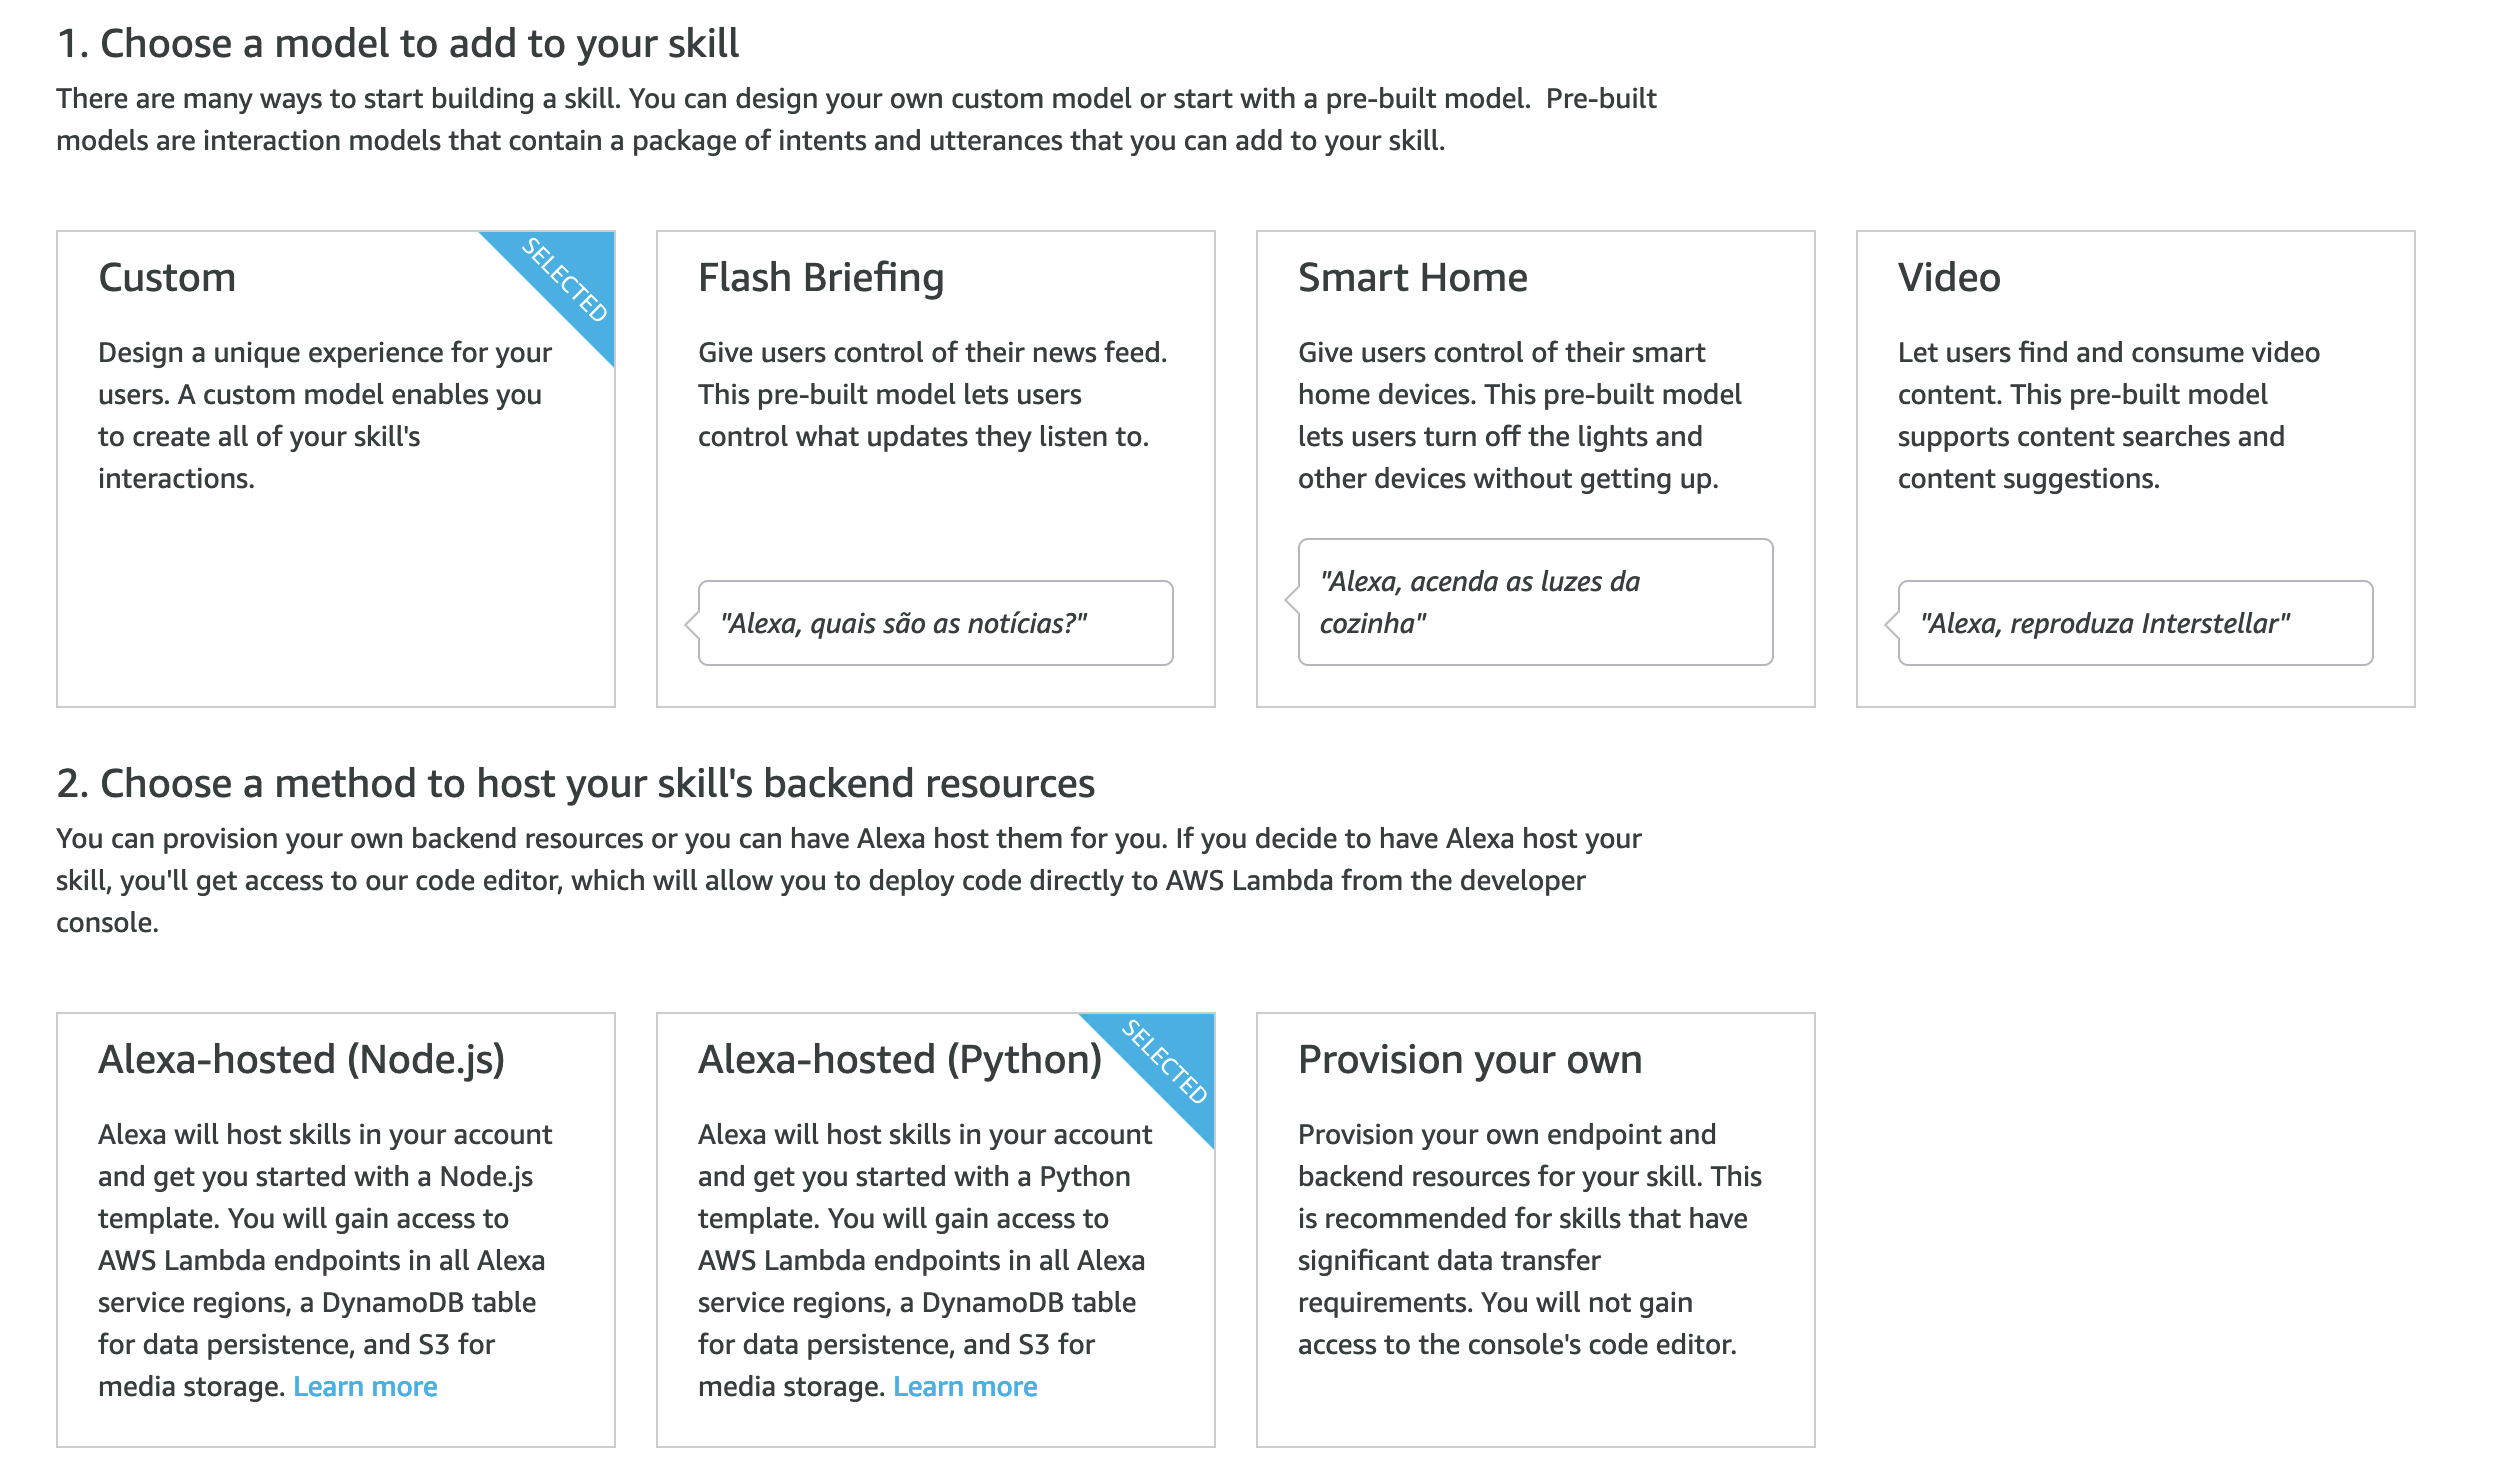 1. Choose a model to add to your skill
There are many ways to start building a skill. You can design your own custom model or start with a pre-built model.  Pre-built
models are interaction models that contain a package of intents and utterances that you can add to your skill.
Custom
SELECTED
Design a unique experience for your
users. A custom model enables you
to create all of your skill's
interactions.
Flash Briefing
Give users control of their news feed.
This pre-built model lets users
control what updates they listen to.
"Alexa, quais são as notícias?"
Smart Home
Give users control of their smart
home devices. This pre-built model
lets users turn off the lights and
other devices without getting up.
"Alexa, acenda as luzes da
cozinha"
Video
Let users find and consume video
content. This pre-built model
supports content searches and
content suggestions.
"Alexa, reproduza Interstellar"
2. Choose a method to host your skill's backend resources
You can provision your own backend resources or you can have Alexa host them for you. If you decide to have Alexa host your
skill, you'll get access to our code editor, which will allow you to deploy code directly to AWS Lambda from the developer
console.
Alexa-hosted (Node.js)
Alexa will host skills in your account
and get you started with a Node.js
template. You will gain access to
AWS Lambda endpoints in all Alexa
service regions, a DynamoDB table
for data persistence, and S3 for
media storage. Learn more
Alexa-hosted (Python)
SELECTED
Alexa will host skills in your account
and get you started with a Python
template. You will gain access to
AWS Lambda endpoints in all Alexa
service regions, a DynamoDB table
for data persistence, and S3 for
media storage. Learn more
Provision your own
Provision your own endpoint and
backend resources for your skill. This
is recommended for skills that have
significant data transfer
requirements. You will not gain
access to the console's code editor.